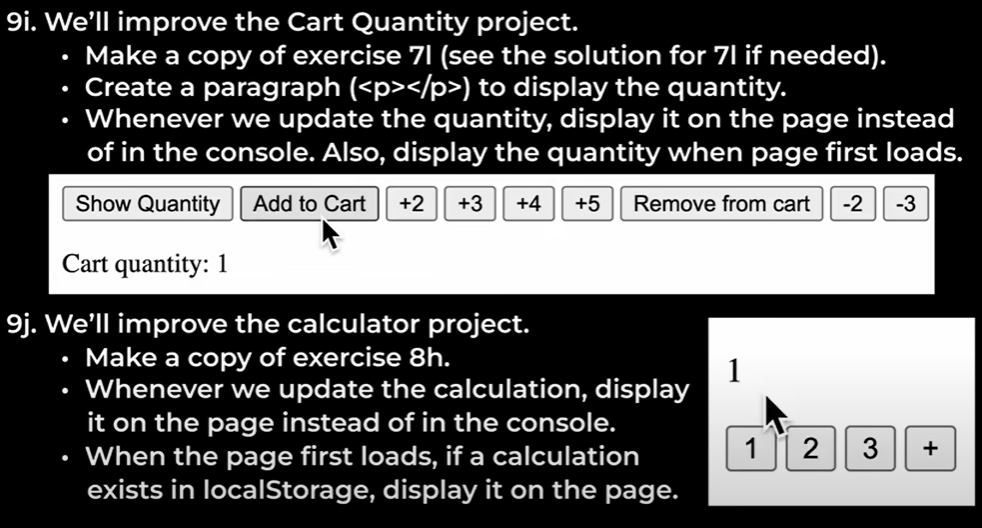 9i. We'll improve the Cart Quantity project.
• Make a copy of exercise 7l (see the solution for 7l if needed).
• Create a paragraph (<p></p>) to display the quantity.
• Whenever we update the quantity, display it on the page instead
of in the console. Also, display the quantity when page first loads.
Show Quantity Add to Cart +2 +3 +4 +5 Remove from cart -2 -3
Cart quantity: 1
9j. We'll improve the calculator project.
• Make a copy of exercise 8h.
• Whenever we update the calculation, display
it on the page instead of in the console.
• When the page first loads, if a calculation
exists in localStorage, display it on the page.
1
1 2 3 +